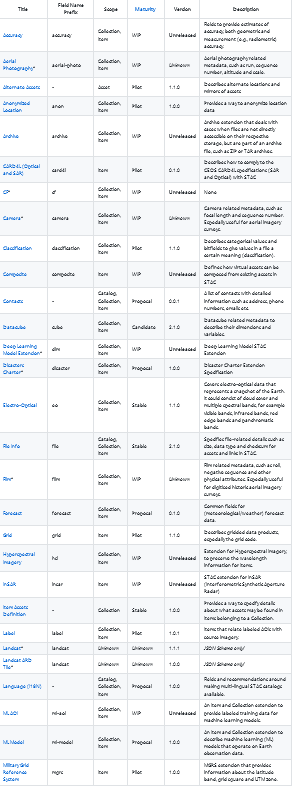 Title Field Name Prefix Scope Maturity Version Description
Accuracy accuracy Collection, Item WIP Unreleased Fields to provide estimates of accuracy, both geometric and measurement (e.g., radiometric) accuracy.
Aerial Photography* aerial-photo Collection, Item WIP Unknown Aerial photography related metadata, such as run, sequence number, altitude and scale.
Alternate Assets - Asset Pilot 1.1.0 Describes alternate locations and mirrors of assets
Anonymized Location anon Collection, Item Pilot 1.0.0 Provides a way to anonymize location data
Archive archive Collection, Item WIP Unreleased Archive extension that deals with cases when files are not directly accessible on their respective storage, but are part of an archive file, such as ZIP or TAR archives.
CARD4L (Optical and SAR) card4l Item Pilot 0.1.0 Describes how to comply to the CEOS CARD4L specifications (SAR and Optical) with STAC
CF* cf Collection, Item WIP Unreleased None
Camera* camera Collection, Item WIP Unknown Camera related metadata, such as focal length and sequence number. Especially useful for aerial imagery surveys.
Classification classification Collection, Item Pilot 1.1.0 Describes categorical values and bitfields to give values in a file a certain meaning (classification).
Composite composite Item WIP Unreleased Defines how virtual assets can be composed from existing assets in STAC
Contacts - Catalog, Collection, Item Proposal 0.0.1 A list of contacts with detailed information such as address, phone numbers, emails etc.
Datacube cube Collection, Item Candidate 2.1.0 Datacube related metadata to describe their dimensions and variables.
Deep Learning Model Extension* dlm Collection, Item WIP Unreleased Deep Learning Model STAC Extension
Disasters Charter* disaster Collection, Item Proposal 1.0.0 Disaster Charter Extension Specification
Electro-Optical eo Collection, Item Stable 1.1.0 Covers electro-optical data that represents a snapshot of the Earth. It could consist of cloud cover and multiple spectral bands, for example visible bands, infrared bands, red edge bands and panchromatic bands.
File Info file Catalog, Collection, Item Stable 2.1.0 Specifies file-related details such as size, data type and checksum for assets and links in STAC.
Film* film Collection, Item WIP Unknown Film related metadata, such as roll, negative sequence and other physical attributes. Especially useful for digitized historic aerial imagery surveys.
Forecast forecast Collection, Item Proposal 0.1.0 Common fields for (meteorological/weather) forecast data.
Grid grid Item Pilot 1.1.0 Describes gridded data products, especially the grid code.
Hyperspectral Imagery hsi Collection, Item WIP Unreleased Extension for Hyperspectral Imagery, to preserve the wavelength information for items.
InSAR insar Item WIP Unreleased STAC extension for InSAR (Interferometric Synthetic Aperture Radar)
Item Assets Definition - Collection Stable 1.0.0 Provides a way to specify details about what assets may be found in Items belonging to a Collection.
Label label Collection, Item Pilot 1.0.1 Items that relate labeled AOIs with source imagery.
Landsat* landsat Unknown Unknown 1.1.1 JSON Schema only!
Landsat ARD Tile* landsat Unknown Unknown 1.0.0 JSON Schema only!
Language (I18N) - Catalog, Collection, Item Proposal 1.0.0 Fields and recommendations around making multi-lingual STAC catalogs available.
ML AOI ml-aoi Collection, Item WIP Unreleased An Item and Collection extension to provide labeled training data for machine learning models.
ML Model ml-model Collection, Item Proposal 1.0.0 An Item and Collection extension to describe machine learning (ML) models that operate on Earth observation data.
Military Grid Reference System mgrs Item Pilot 1.0.0 MGRS extension that provides information about the latitude band, grid square and UTM zone.